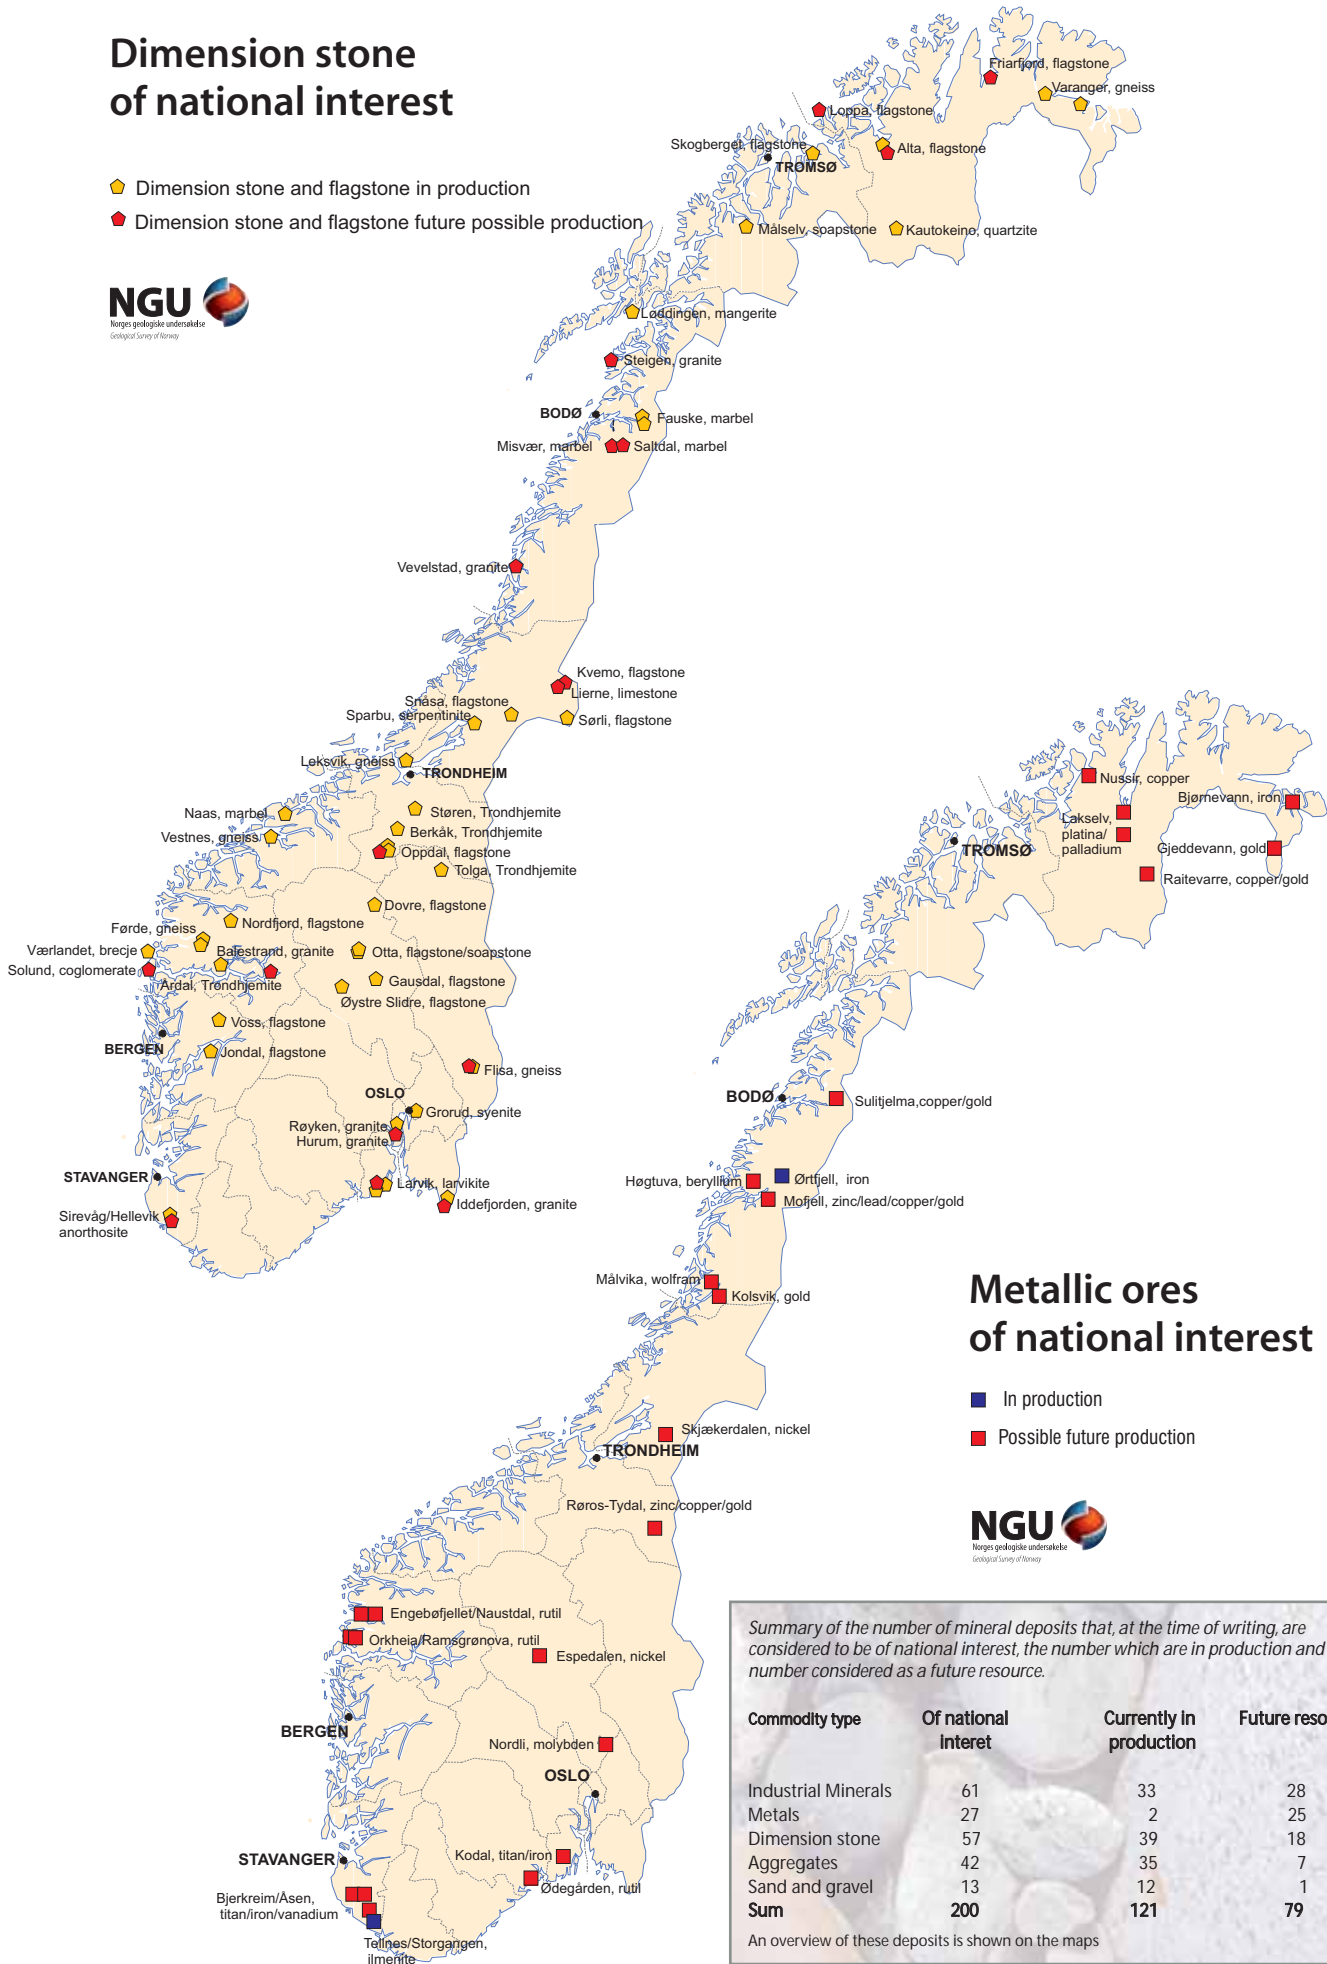 Dimension stone
of national interest
Dimension stone and flagstone in production
Dimension stone and flagstone future possible production
NGU
Norges geologiske undersøkelse
Geological Survey of Norway
Friarfjord, flagstone
Varanger, gneiss
Loppa, flagstone
Skogberget, flagstone
TROMSØ
Alta, flagstone
Målselv, soapstone
Kautokeino, quartzite
Løddingen, mangerite
Steigen, granite
BODØ
Fauske, marbel
Misvær, marbel
Saltdal, marbel
Vevelstad, granite
Kvemo, flagstone
Lierne, limestone
Snåsa, flagstone
Sparbu, serpentinite
Sørli, flagstone
Leksvik, gneiss
TRONDHEIM
Naas, marbel
Støren, Trondhjemite
Vestnes, gneiss
Berkåk, Trondhjemite
Oppdal, flagstone
Tolga, Trondhjemite
Dovre, flagstone
Nordfjord, flagstone
Førde, gneiss
Værlandet, brecje
Balestrand, granite
Otta, flagstone/soapstone
Solund, coglomerate
Årdal, Trondhjemite
Gausdal, flagstone
Øystre Slidre, flagstone
Voss, flagstone
BERGEN
Jondal, flagstone
Flisa, gneiss
OSLO
Grorud, syenite
Røyken, granite
Hurum, granite
STAVANGER
Larvik, larvikite
Iddefjorden, granite
Sirevåg/Hellevik
anorthosite
Nussir, copper
Bjørnevann, iron
Lakselv,
platina/
palladium
TROMSØ
Gjeddevann, gold
Raitevarre, copper/gold
BODØ
Sulitjelma,copper/gold
Høgtuva, beryllium
Ørtfjell, iron
Mofjell, zinc/lead/copper/gold
Målvika, wolfram
Kolsvik, gold
Metallic ores
of national interest
In production
Possible future production
NGU
Norges geologiske undersøkelse
Geological Survey of Norway
Skjækerdalen, nickel
TRONDHEIM
Røros-Tydal, zinc/copper/gold
Engebøfjellet/Naustdal, rutil
Orkheia/Ramsgrønova, rutil
Espedalen, nickel
BERGEN
Nordli, molybden
OSLO
STAVANGER
Kodal, titan/iron
Ødegården, rutil
Bjerkreim/Åsen,
titan/iron/vanadium
Tellnes/Storgangen,
ilmenite
Summary of the number of mineral deposits that, at the time of writing, are
considered to be of national interest, the number which are in production and
number considered as a future resource.
Commodity type Of national Currently in Future reso
interet production
Industrial Minerals 61 33 28
Metals 27 2 25
Dimension stone 57 39 18
Aggregates 42 35 7
Sand and gravel 13 12 1
Sum 200 121 79
An overview of these deposits is shown on the maps